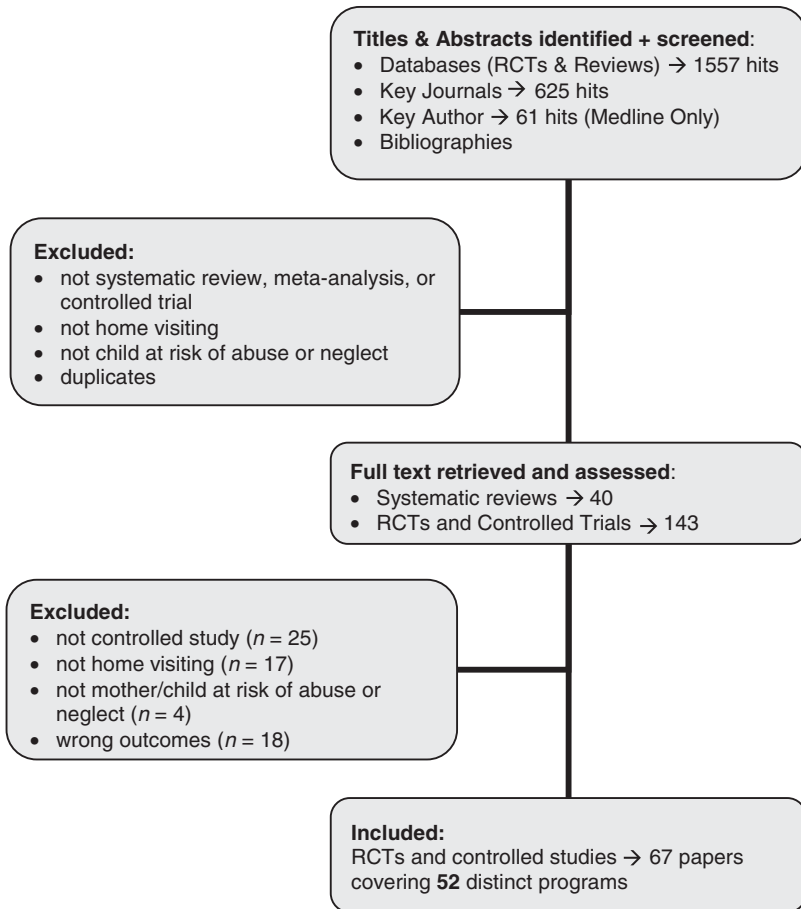 Titles & Abstracts identified + screened:
• Databases (RCTs & Reviews) → 1557 hits
• Key Journals → 625 hits
• Key Author → 61 hits (Medline Only)
• Bibliographies
Excluded:
• not systematic review, meta-analysis, or
controlled trial
• not home visiting
• not child at risk of abuse or neglect
• duplicates
Full text retrieved and assessed:
• Systematic reviews → 40
• RCTs and Controlled Trials → 143
Excluded:
• not controlled study (n = 25)
• not home visiting (n = 17)
• not mother/child at risk of abuse or
neglect (n = 4)
• wrong outcomes (n = 18)
Included:
RCTs and controlled studies → 67 papers
covering 52 distinct programs